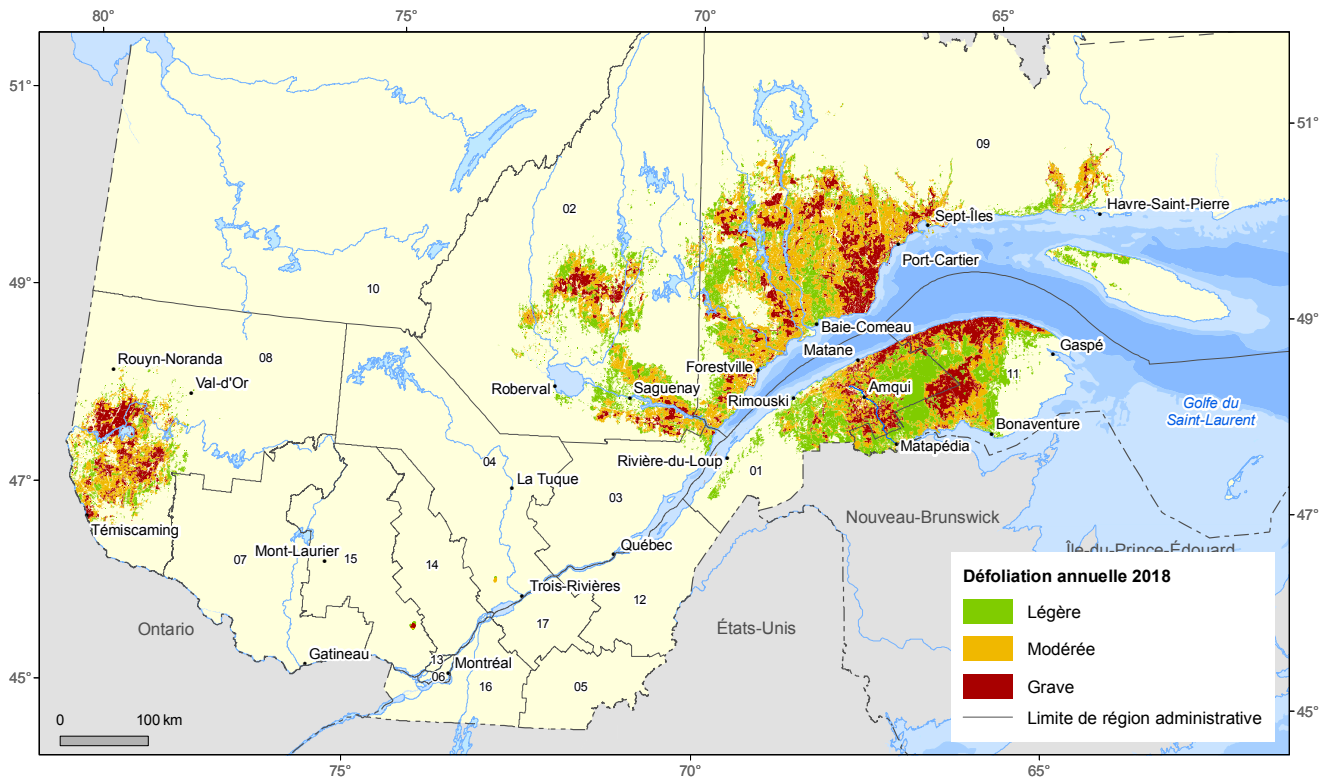 80°
75°
70°
65°
51°
51°
09
Havre-Saint-Pierre
02
Sept-Îles
Port-Cartier
49°
10
49°
Baie-Comeau
Matane
Gaspé
Rouyn-Noranda
08
Val-d'Or
Forestville
11
Roberval
Saguenay
Rimouski
Amqui
Golfe du
Saint-Laurent
Bonaventure
Matapédia
47°
04
Rivière-du-Loup
01
La Tuque
03
47°
Témiscaming
Nouveau-Brunswick
Québec
Île-du-Prince-Édouard
07
Mont-Laurier
15
14
Trois-Rivières
12
17
Ontario
États-Unis
Gatineau
13
Montréal
06
16
05
45°
45°
Défoliation annuelle 2018
Légère
Modérée
Grave
Limite de région administrative
0
100 km
75°
70°
65°